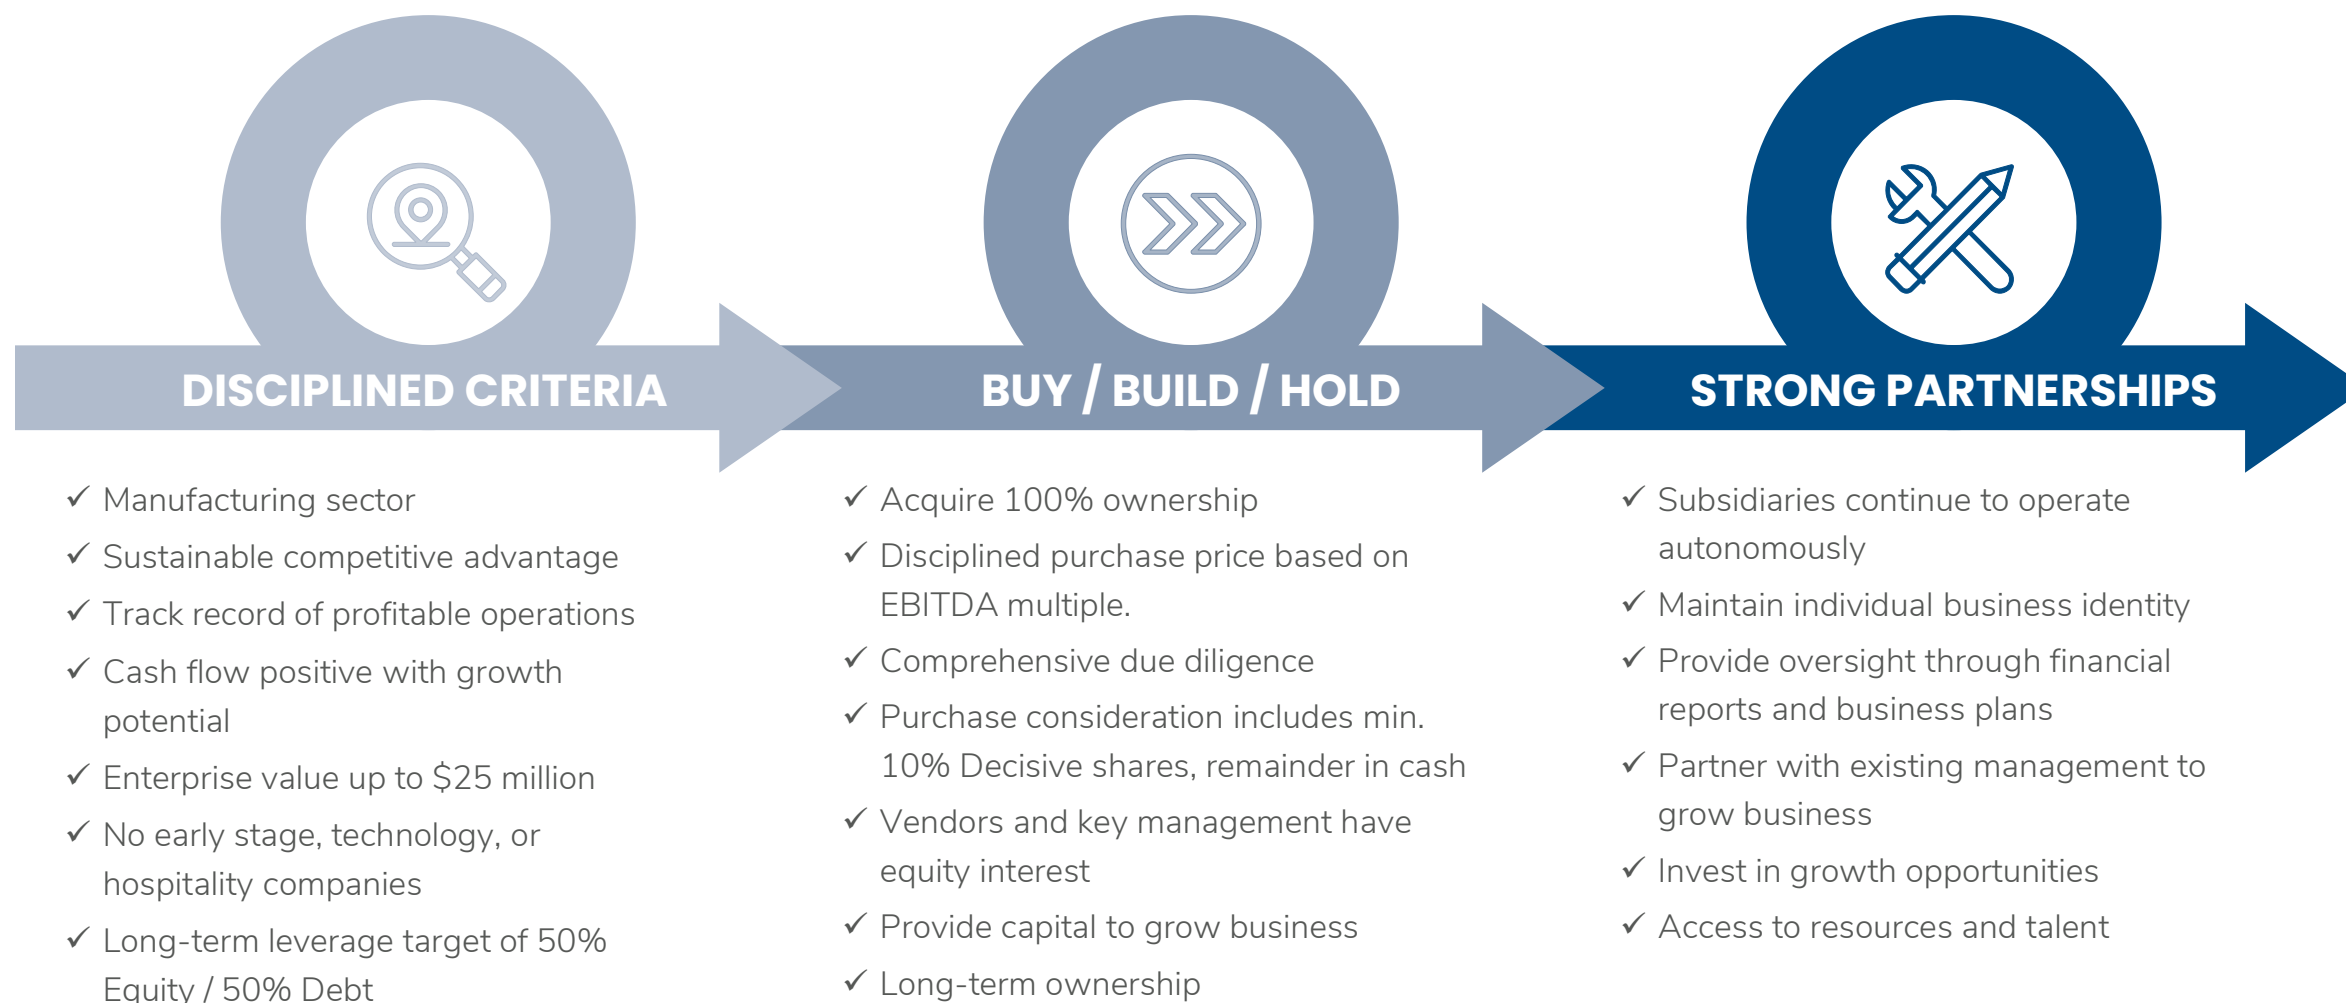 DISCIPLINED CRITERIA
BUY / BUILD / HOLD
STRONG PARTNERSHIPS
✓ Manufacturing sector
✓ Sustainable competitive advantage
✓ Track record of profitable operations
✓ Cash flow positive with growth
potential
✓ Enterprise value up to $25 million
✓ No early stage, technology, or
hospitality companies
✓ Long-term leverage target of 50%
Equity / 50% Debt
✓ Acquire 100% ownership
✓ Disciplined purchase price based on
EBITDA multiple.
✓ Comprehensive due diligence
✓ Purchase consideration includes min.
10% Decisive shares, remainder in cash
✓ Vendors and key management have
equity interest
✓ Provide capital to grow business
✓ Long-term ownership
✓ Subsidiaries continue to operate
autonomously
✓ Maintain individual business identity
✓ Provide oversight through financial
reports and business plans
✓ Partner with existing management to
grow business
✓ Invest in growth opportunities
✓ Access to resources and talent